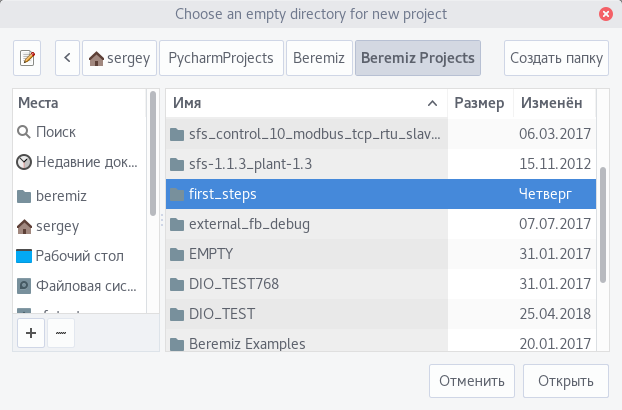 Choose an empty directory for new project
sergey PycharmProjects Beremiz Beremiz Projects Создать папку
Места
Поиск
Недавние док...
beremiz
sergey
Рабочий стол
Файловая сис...
Имя Размер Изменён
sfs_control_10_modbus_tcp_rtu_slav... 06.03.2017
sfs-1.1.3_plant-1.3 15.11.2012
first_steps Четверг
external_fb_debug 07.07.2017
EMPTY 31.01.2017
DIO_TEST768 31.01.2017
DIO_TEST 25.04.2018
Beremiz Examples 20.01.2017
Отменить Открыть